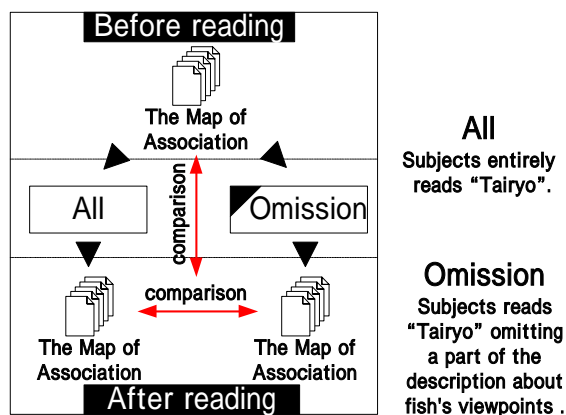 Before reading
The Map of
Association
All
Omission
comparison
comparison
The Map of
Association
The Map of
Association
After reading
All
Subjects entirely
reads “Tairyo”.
Omission
Subjects reads
“Tairyo” omitting
a part of the
description about
fish's viewpoints .